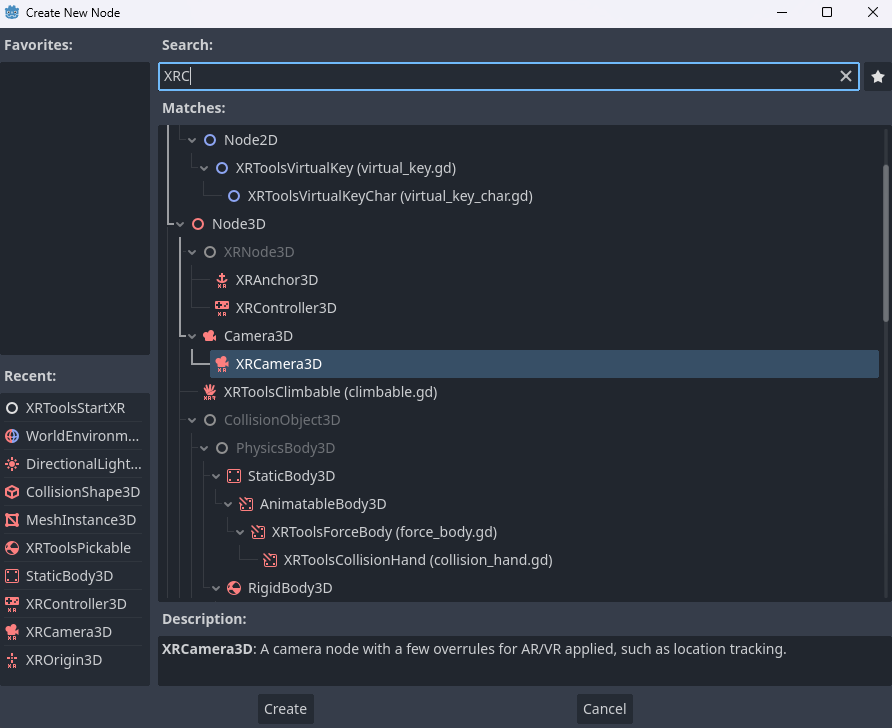 Create New Node
Favorites:
Search:
XRC
Matches:
Node2D
XRToolsVirtualKey (virtual_key.gd)
XRToolsVirtualKeyChar (virtual_key_char.gd)
Node3D
XRNode3D
XRAnchor3D
XRController3D
Camera3D
XRCamera3D
XRToolsClimbable (climbable.gd)
CollisionObject3D
PhysicsBody3D
StaticBody3D
AnimatableBody3D
XRToolsForceBody (force_body.gd)
XRToolsCollisionHand (collision_hand.gd)
RigidBody3D
Recent:
XRToolsStartXR
WorldEnvironm...
DirectionalLight...
CollisionShape3D
MeshInstance3D
XRToolsPickable
StaticBody3D
XRController3D
XRCamera3D
XROrigin3D
Description:
XRCamera3D: A camera node with a few overrules for AR/VR applied, such as location tracking.
Create
Cancel